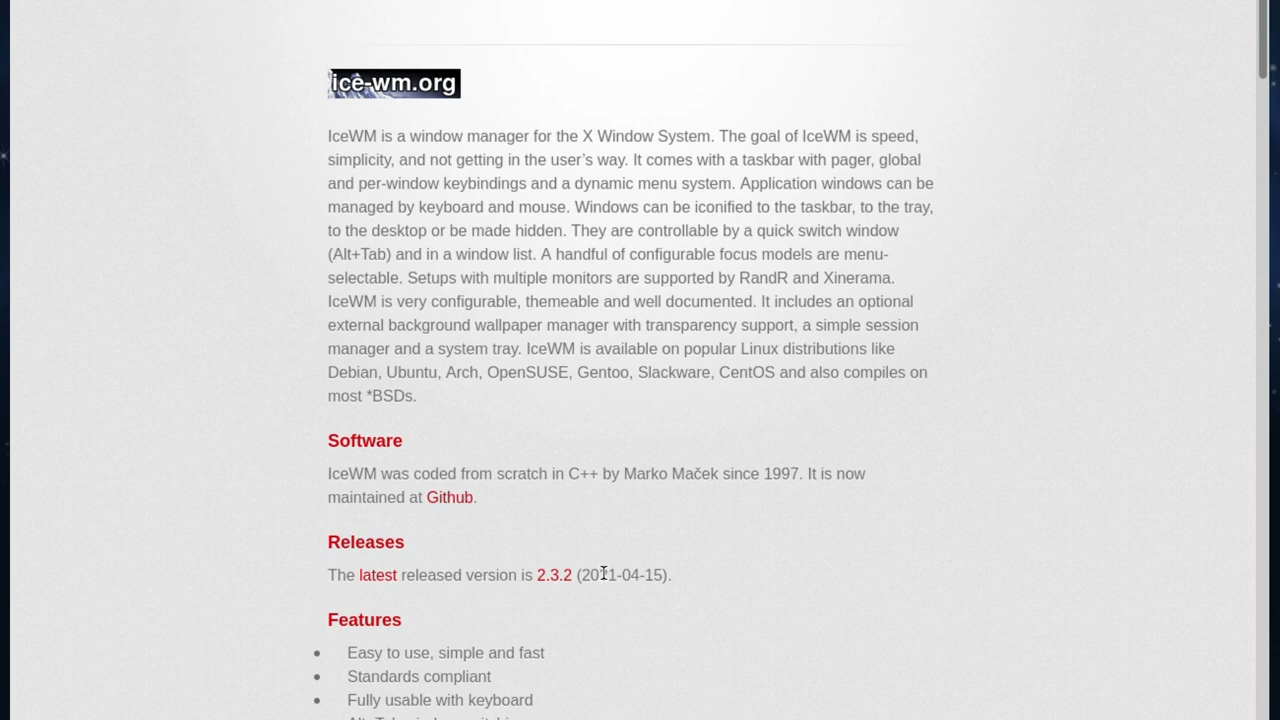 ice-wm.org
IceWM is a window manager for the X Window System. The goal of IceWM is speed,
simplicity, and not getting in the user’s way. It comes with a taskbar with pager, global
and per-window keybindings and a dynamic menu system. Application windows can be
managed by keyboard and mouse. Windows can be iconified to the taskbar, to the tray,
to the desktop or be made hidden. They are controllable by a quick switch window
(Alt+Tab) and in a window list. A handful of configurable focus models are menu-
selectable. Setups with multiple monitors are supported by RandR and Xinerama.
IceWM is very configurable, themeable and well documented. It includes an optional
external background wallpaper manager with transparency support, a simple session
manager and a system tray. IceWM is available on popular Linux distributions like
Debian, Ubuntu, Arch, OpenSUSE, Gentoo, Slackware, CentOS and also compiles on
most *BSDs.
Software
IceWM was coded from scratch in C++ by Marko Maček since 1997. It is now
maintained at Github.
Releases
The latest released version is 2.3.2 (2021-04-15).
Features
Easy to use, simple and fast
Standards compliant
Fully usable with keyboard